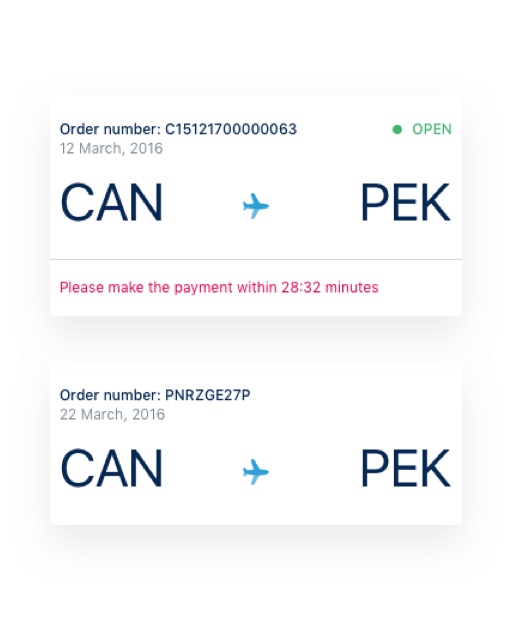 Order number: C15121700000063
OPEN
12 March, 2016
CAN
PEK
Please make the payment within 28:32 minutes
Order number: PNRZGE27P
22 March, 2016
CAN
PEK